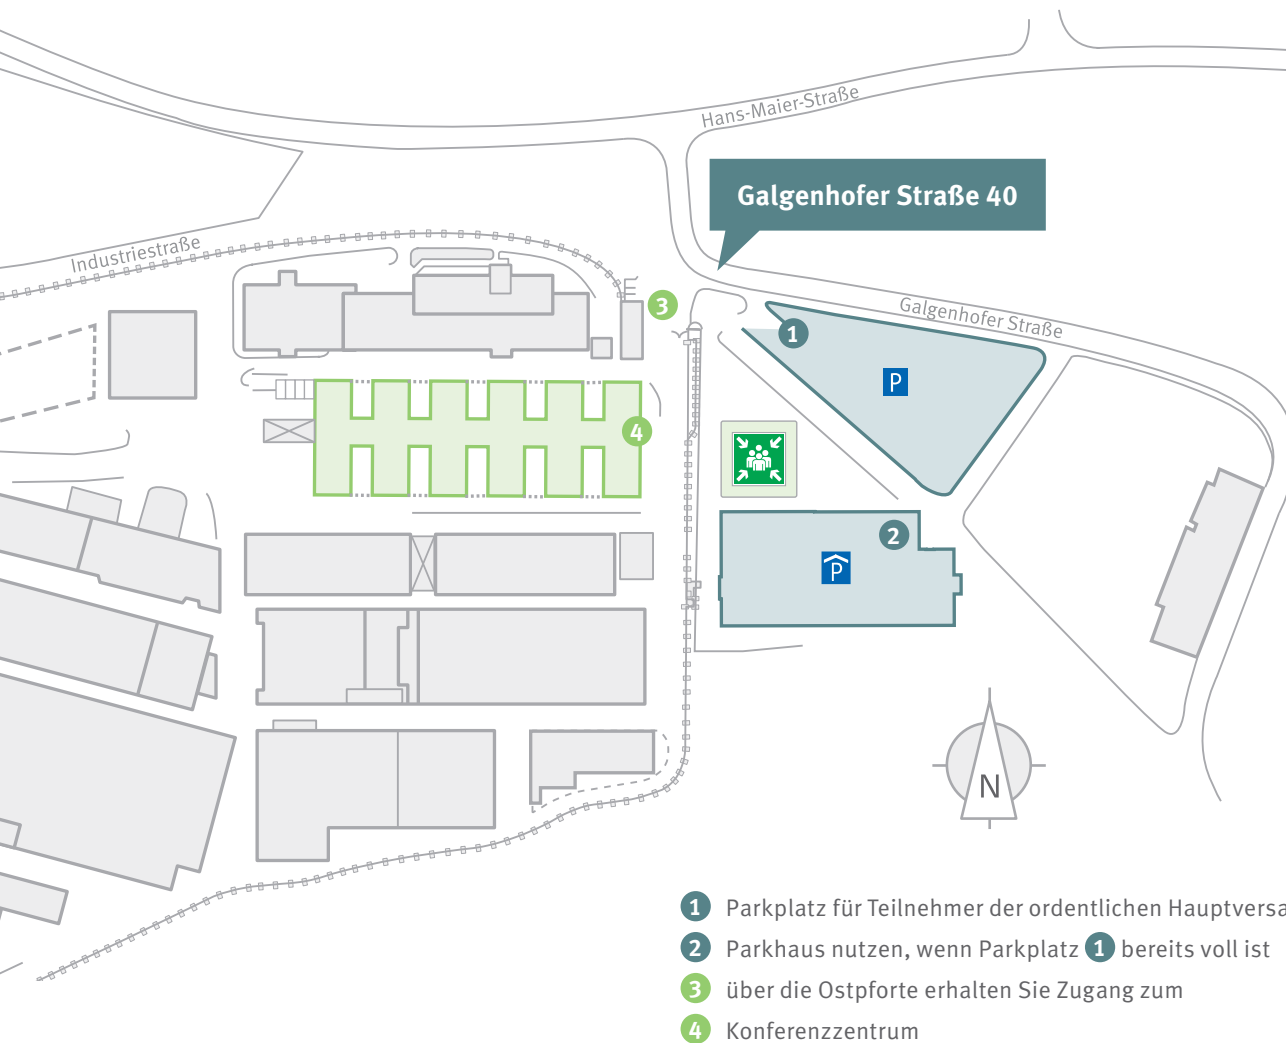 Hans-Maier-Straße
Galgenhofer Straße 40
Industriestraße
Galgenhofer Straße
3
1
P
4
2
P
N
1 Parkplatz für Teilnehmer der ordentlichen Hauptversa
2 Parkhaus nutzen, wenn Parkplatz 1 bereits voll ist
3 über die Ostpforte erhalten Sie Zugang zum
4 Konferenzzentrum